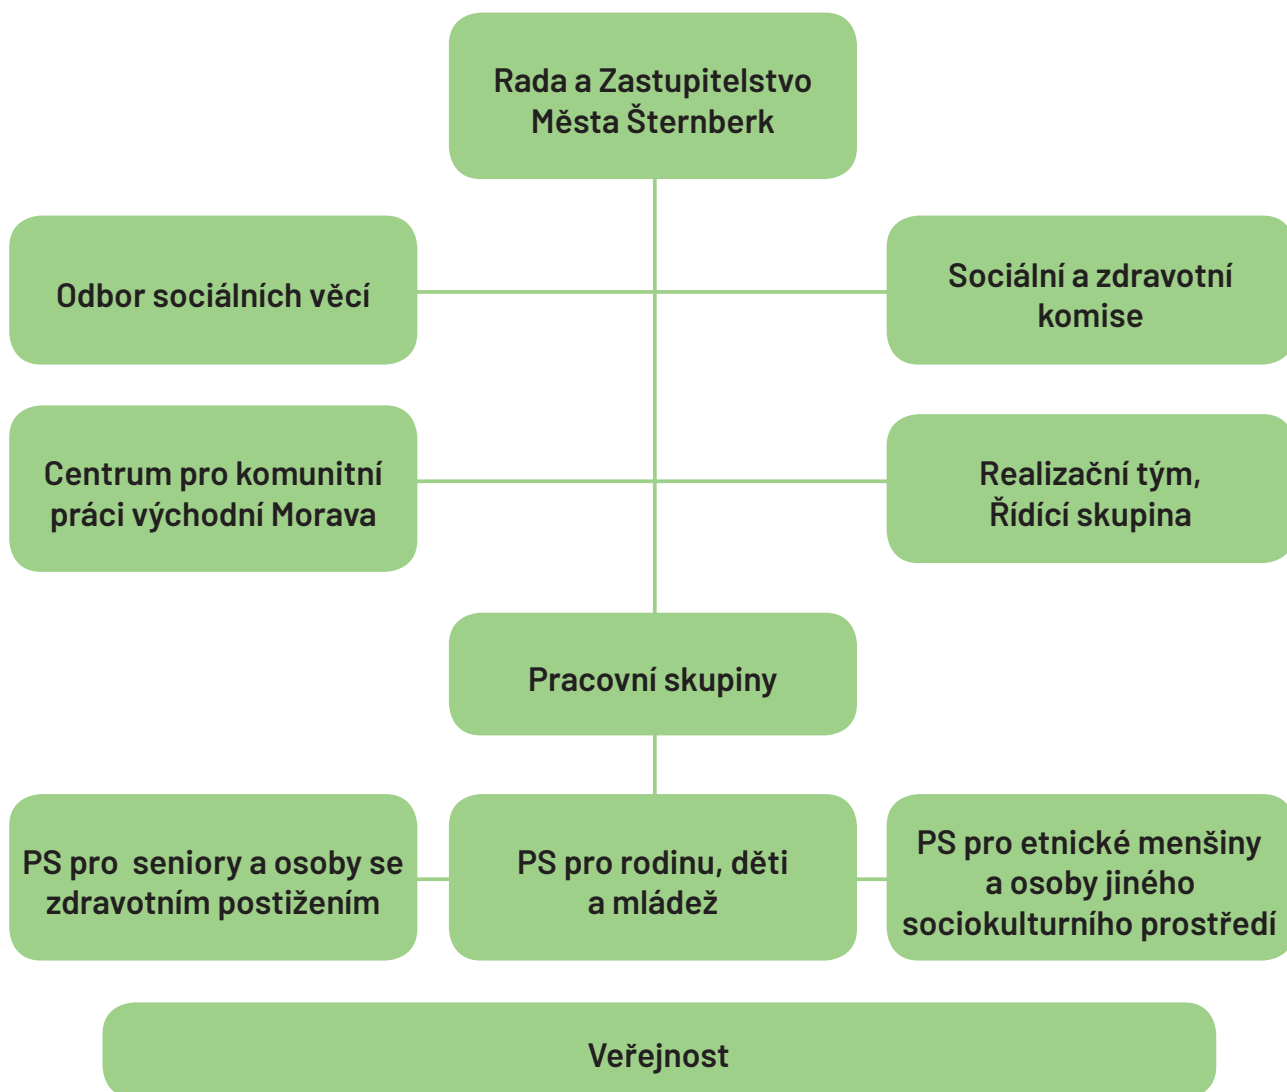 Rada a Zastupitelstvo
Města Šternberk
Odbor sociálních věcí
Sociální a zdravotní
komise
Centrum pro komunitní
práci východní Morava
Realizační tým,
Řídící skupina
Pracovní skupiny
PS pro seniory a osoby se
zdravotním postižením
PS pro rodinu, děti
a mládež
PS pro etnické menšiny
a osoby jiného
sociokulturního prostředí
Veřejnost